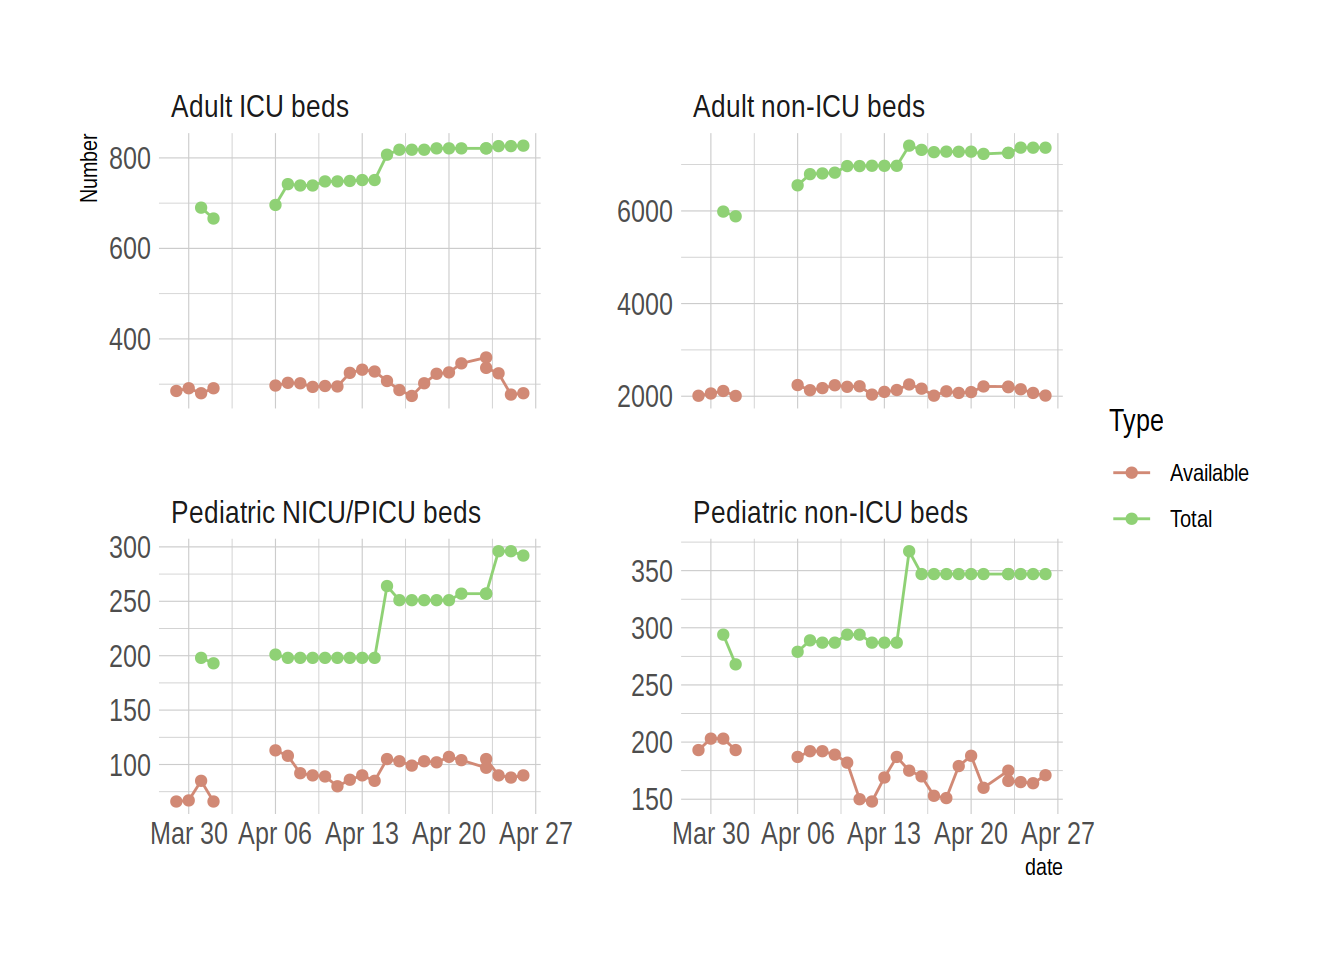 Adult ICU beds
Adult non-ICU beds
Number
800
600
400
6000
4000
2000
Type
Available
Total
Pediatric NICU/PICU beds
Pediatric non-ICU beds
300
250
200
150
100
350
300
250
200
150
Mar 30 Apr 06 Apr 13 Apr 20 Apr 27
Mar 30 Apr 06 Apr 13 Apr 20 Apr 27
date